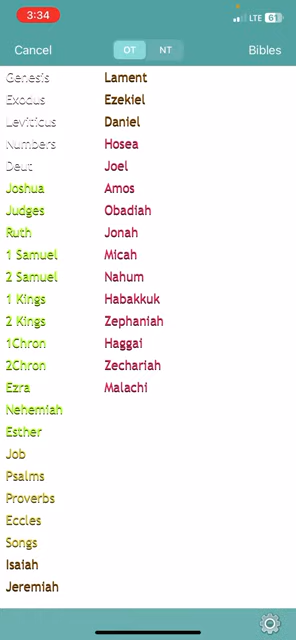 3:34 LTE 61
Cancel OT NT Bibles
Genesis
Exodus
Leviticus
Numbers
Deut
Joshua
Judges
Ruth
1 Samuel
2 Samuel
1 Kings
2 Kings
1Chron
2Chron
Ezra
Nehemiah
Esther
Job
Psalms
Proverbs
Eccles
Songs
Isaiah
Jeremiah
Lament
Ezekiel
Daniel
Hosea
Joel
Amos
Obadiah
Jonah
Micah
Nahum
Habakkuk
Zephaniah
Haggai
Zechariah
Malachi